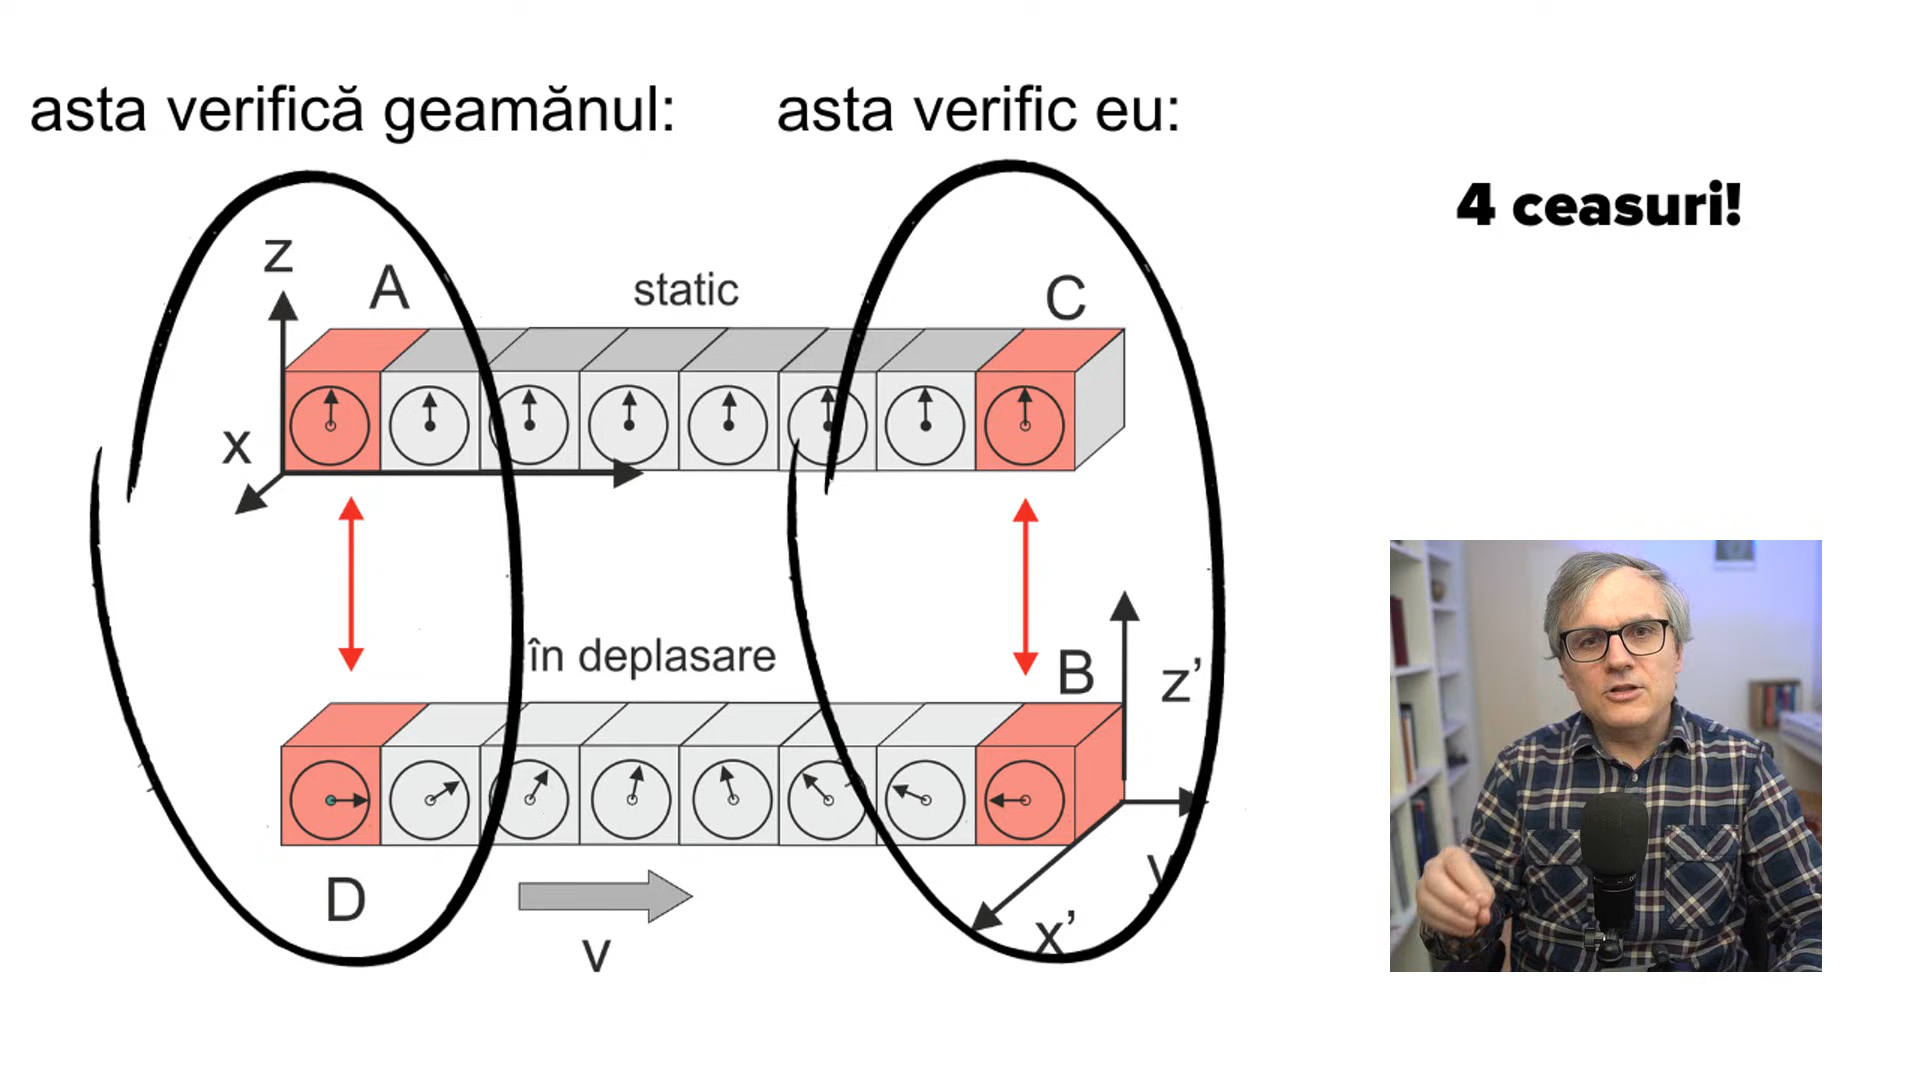 asta verifică geamănul:
asta verific eu:
4 ceasuri!
z
A
static
C
x
în deplasare
B
z’
D
v
x’